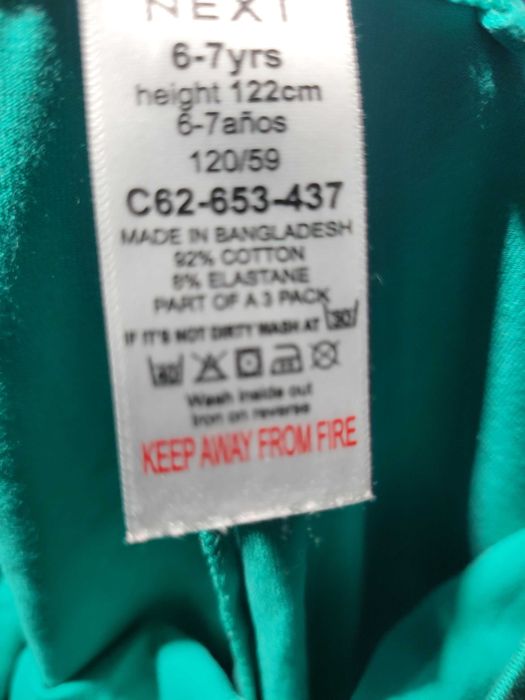 NEXT
6-7yrs
height 122cm
6-7años
120/59
C62-653-437
MADE IN BANGLADESH
92% COTTON
8% ELASTANE
PART OF A 3 PACK
IF IT'S NOT DIRTY WASH AT 30
40
Wash inside out
Iron on reverse
KEEP AWAY FROM FIRE